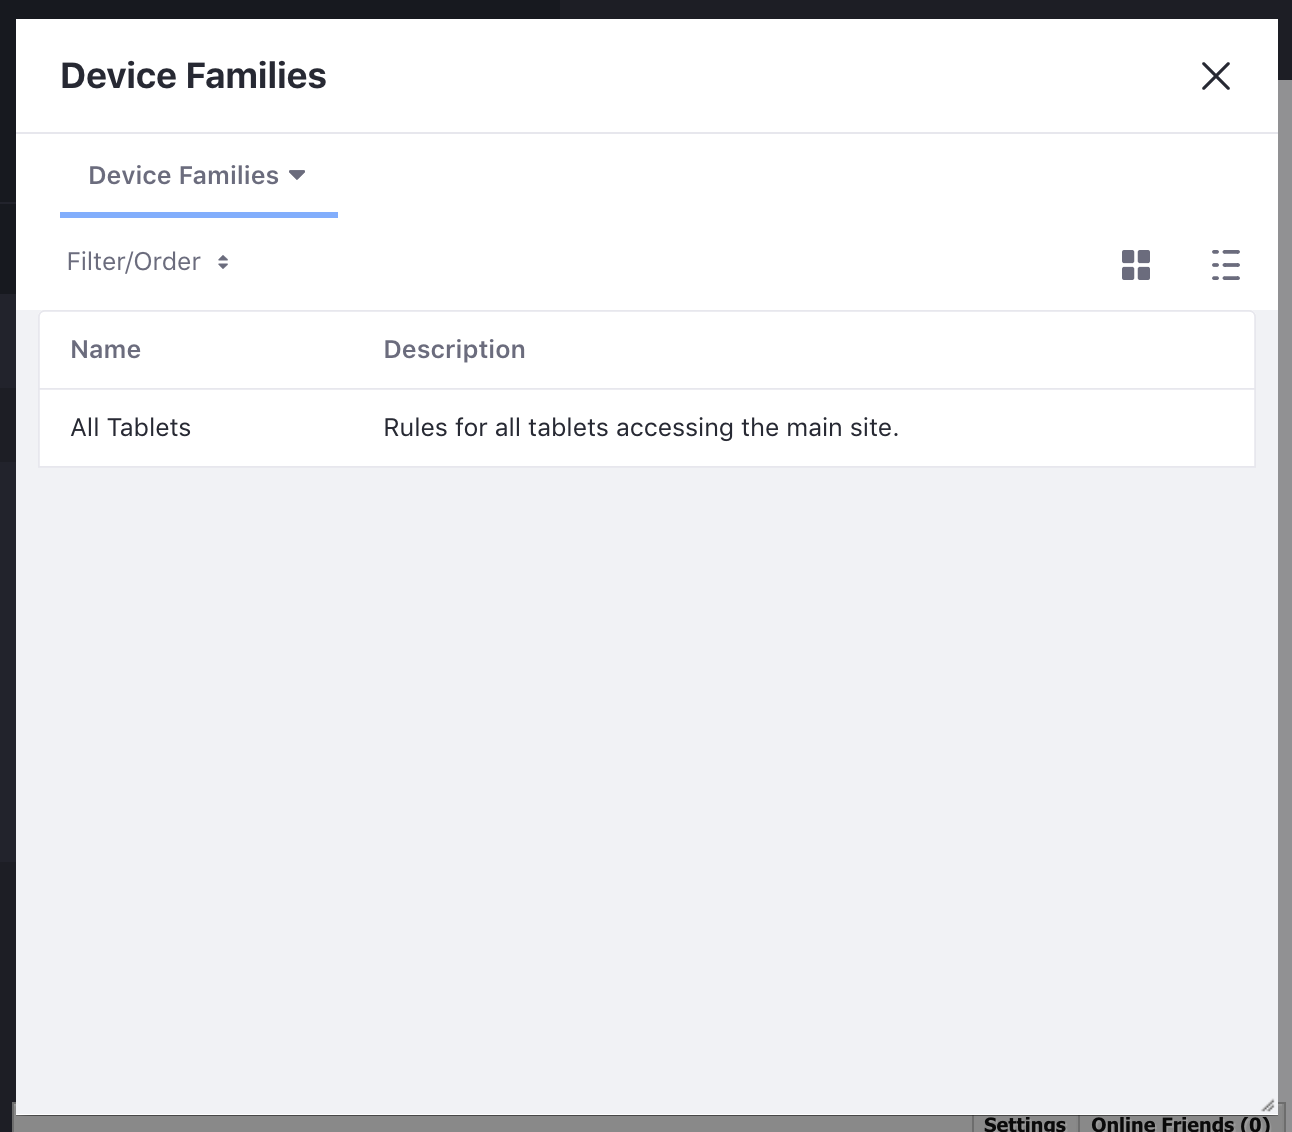 Device Families
Device Families
Filter/Order
Name Description
All Tablets Rules for all tablets accessing the main site.
Settings Online Friends (0)